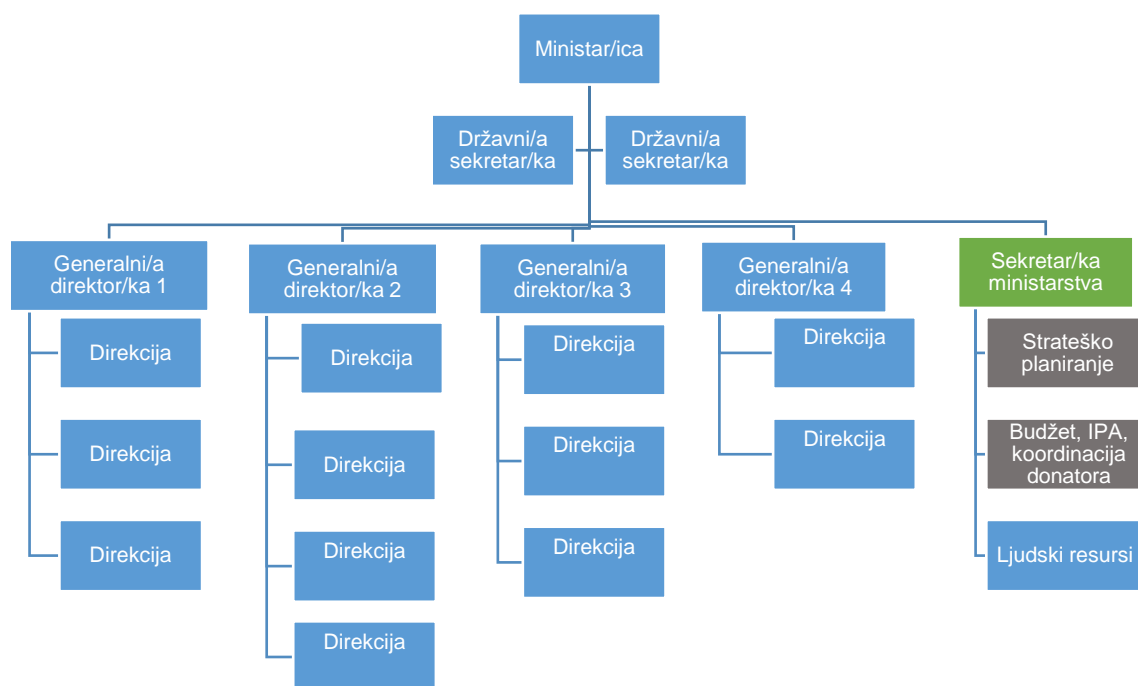 Ministar/ica
Državni/a
sekretar/ka
Državni/a
sekretar/ka
Generalni/a
direktor/ka 1
Direkcija
Direkcija
Direkcija
Generalni/a
direktor/ka 2
Direkcija
Direkcija
Direkcija
Direkcija
Generalni/a
direktor/ka 3
Direkcija
Direkcija
Direkcija
Generalni/a
direktor/ka 4
Direkcija
Direkcija
Sekretar/ka
ministarstva
Strateško
planiranje
Budžet, IPA,
koordinacija
donatora
Ljudski resursi